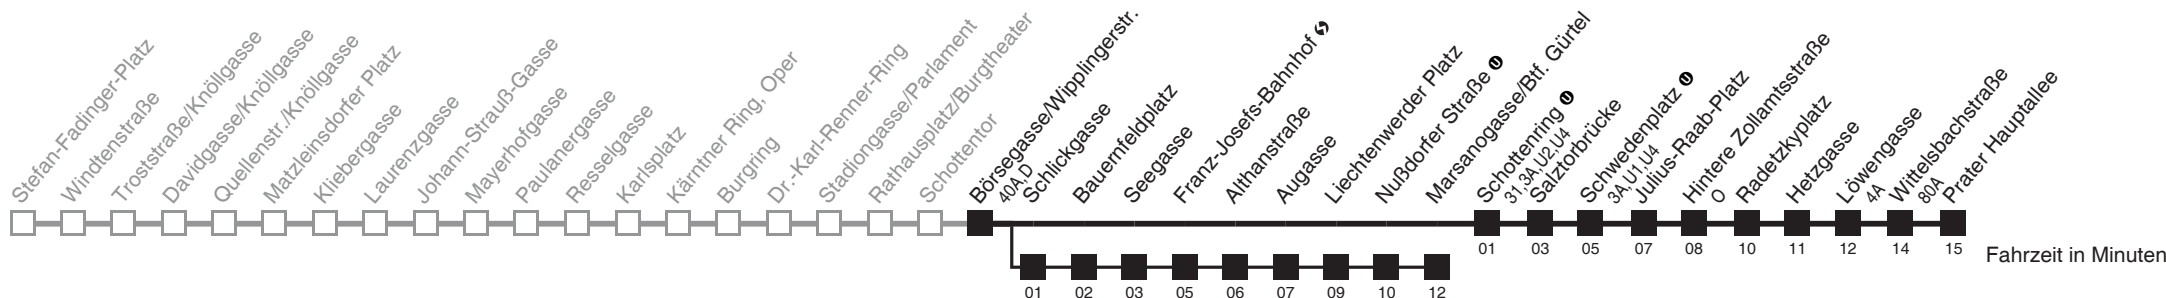 Stefan-Fadinger-Platz
Windtenstraße
Troststraße/Knöllgasse
Davidgasse/Knöllgasse
Quellenstr./Knöllgasse
Matzleinsdorfer Platz
Kliebergasse
Laurenzgasse
Johann-Strauß-Gasse
Mayerhofgasse
Paulanergasse
Resselgasse
Karlsplatz
Kärntner Ring, Oper
Burgring
Dr.-Karl-Renner-Ring
Stadiongasse/Parlament
Rathausplatz/Burgtheater
Schottentor
Börsegasse/Wipplingerstr.
40A,D
Schlickgasse
Bauernfeldplatz
Seegasse
Franz-Josefs-Bahnhof S
Althanstraße
Augasse
Liechtenwerder Platz
Nußdorfer Straße U
Marsanogasse/Btf. Gürtel
Schottenring U
31,3A,U2,U4
Salztorbrücke
Schwedenplatz U
3A,U1,U4
Julius-Raab-Platz
Hintere Zollamtsstraße
O
Radetzkyplatz
Hetzgasse
Löwengasse
4A
Wittelsbachstraße
80A
Prater Hauptallee
01 03 05 07 08 10 11 12 14 15
Fahrzeit in Minuten
01 02 03 05 06 07 09 10 12